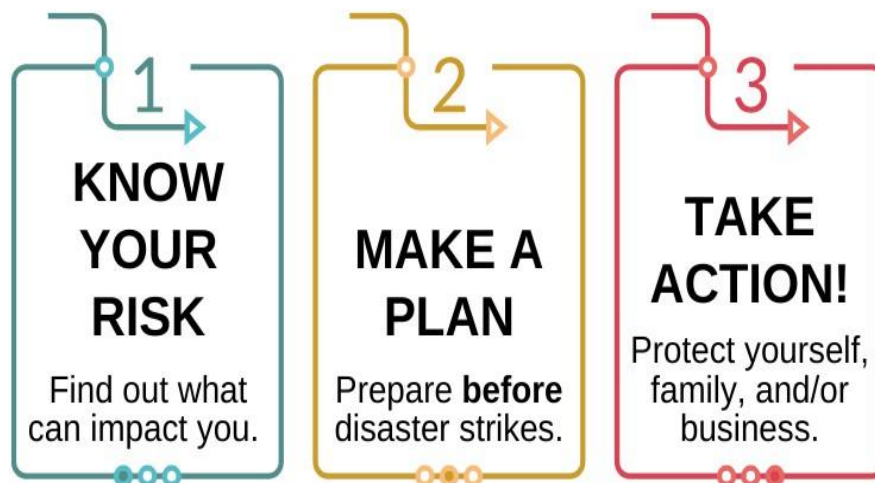 1
KNOW
YOUR
RISK
Find out what
can impact you.
2
MAKE A
PLAN
Prepare before
disaster strikes.
3
TAKE
ACTION!
Protect yourself,
family, and/or
business.